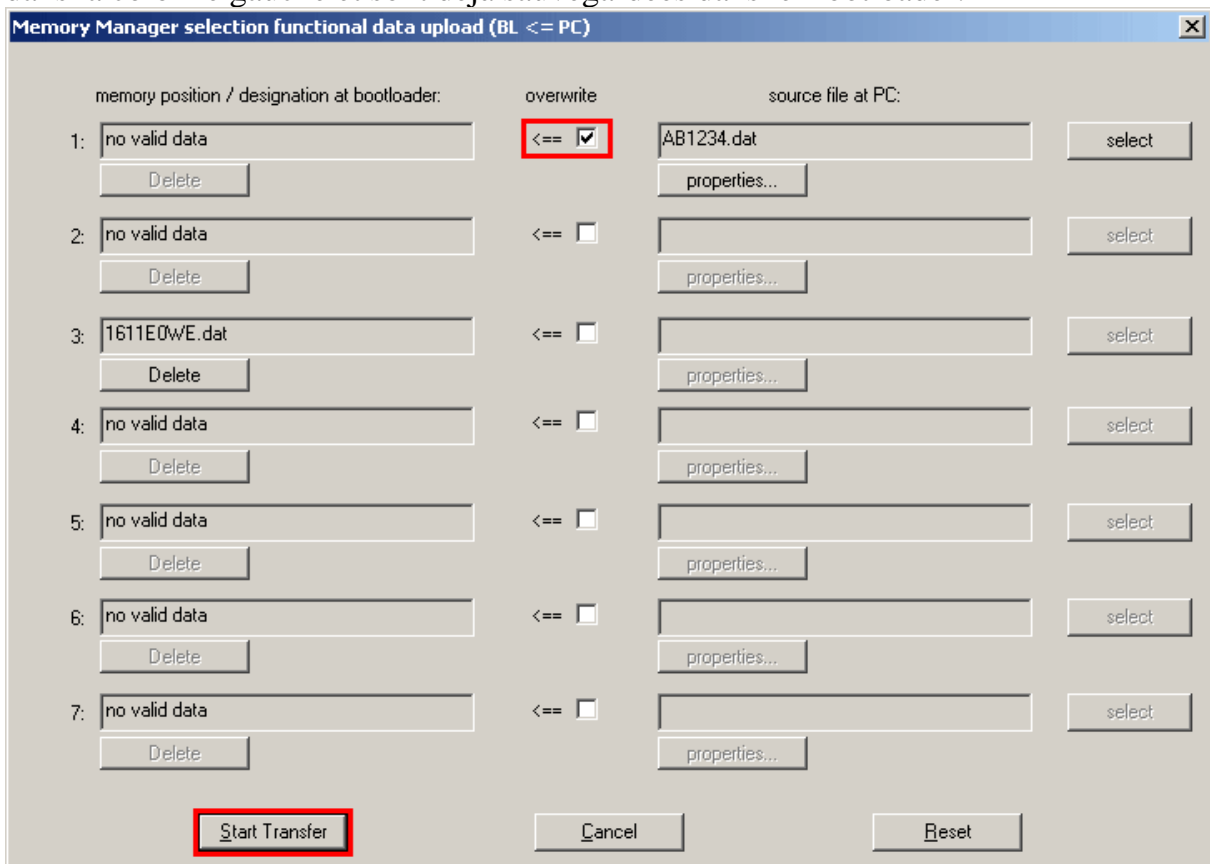 Memory Manager selection functional data upload (BL <= PC)
memory position / designation at bootloader: overwrite source file at PC:
1: no valid data <== AB1234.dat select
Delete properties...
2: no valid data <== select
Delete properties...
3: 1611E0WE.dat <== select
Delete properties...
4: no valid data <== select
Delete properties...
5: no valid data <== select
Delete properties...
6: no valid data <== select
Delete properties...
7: no valid data <== select
Delete properties...
Start Transfer Cancel Reset